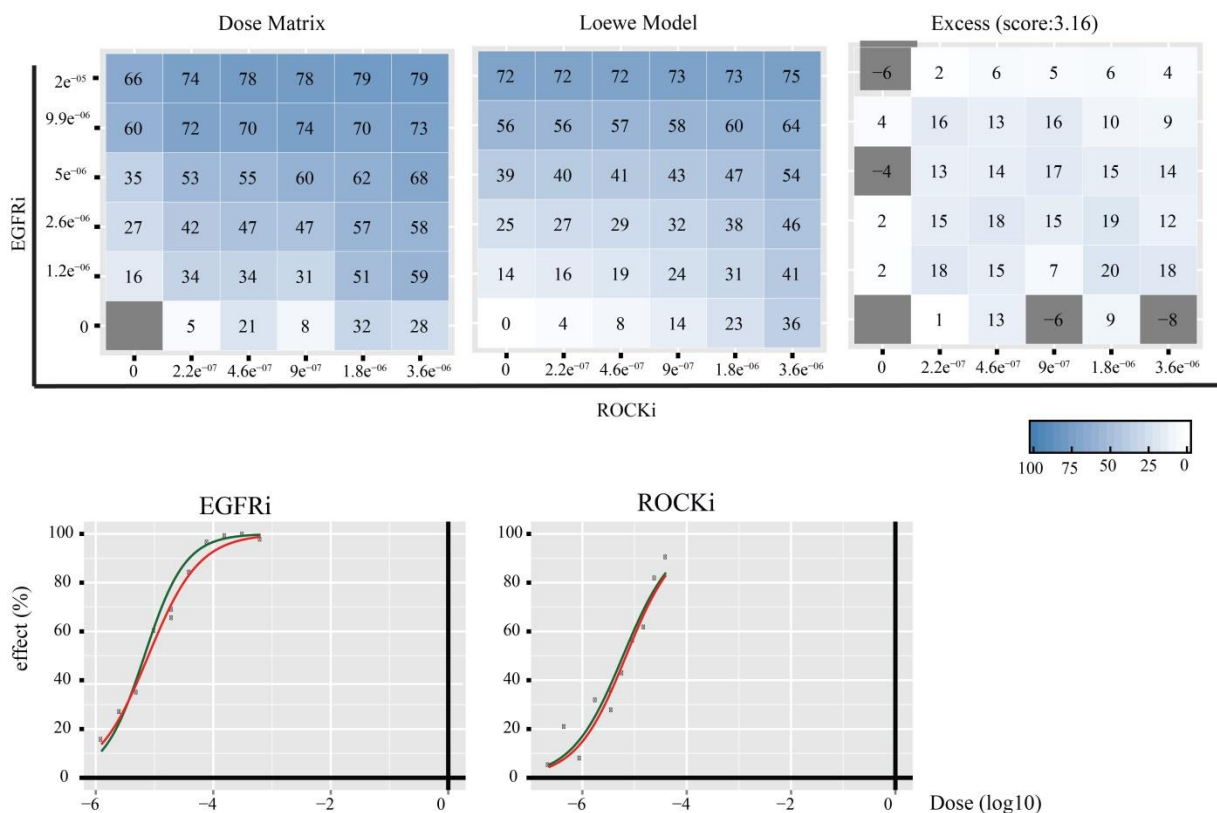 Dose Matrix Loewe Model Excess (score:3.16)
2e⁻⁰⁵ 66 74 78 78 79 79 72 72 72 73 73 75 −6 2 6 5 6 4
9.9e⁻⁰⁶ 60 72 70 74 70 73 56 56 57 58 60 64 4 16 13 16 10 9
5e⁻⁰⁶ 35 53 55 60 62 68 39 40 41 43 47 54 −4 13 14 17 15 14
EGFRi
2.6e⁻⁰⁶ 27 42 47 47 57 58 25 27 29 32 38 46 2 15 18 15 19 12
1.2e⁻⁰⁶ 16 34 34 31 51 59 14 16 19 24 31 41 2 18 15 7 20 18
0 5 21 8 32 28 0 4 8 14 23 36 1 13 −6 9 −8
0 2.2e⁻⁰⁷ 4.6e⁻⁰⁷ 9e⁻⁰⁷ 1.8e⁻⁰⁶ 3.6e⁻⁰⁶ 0 2.2e⁻⁰⁷ 4.6e⁻⁰⁷ 9e⁻⁰⁷ 1.8e⁻⁰⁶ 3.6e⁻⁰⁶ 0 2.2e⁻⁰⁷ 4.6e⁻⁰⁷ 9e⁻⁰⁷ 1.8e⁻⁰⁶ 3.6e⁻⁰⁶
ROCKi
100 75 50 25 0
EGFRi ROCKi
100 100
80 80
effect (%)
60 60
40 40
20 20
0 0
−6 −4 −2 0 −6 −4 −2 0 Dose (log10)